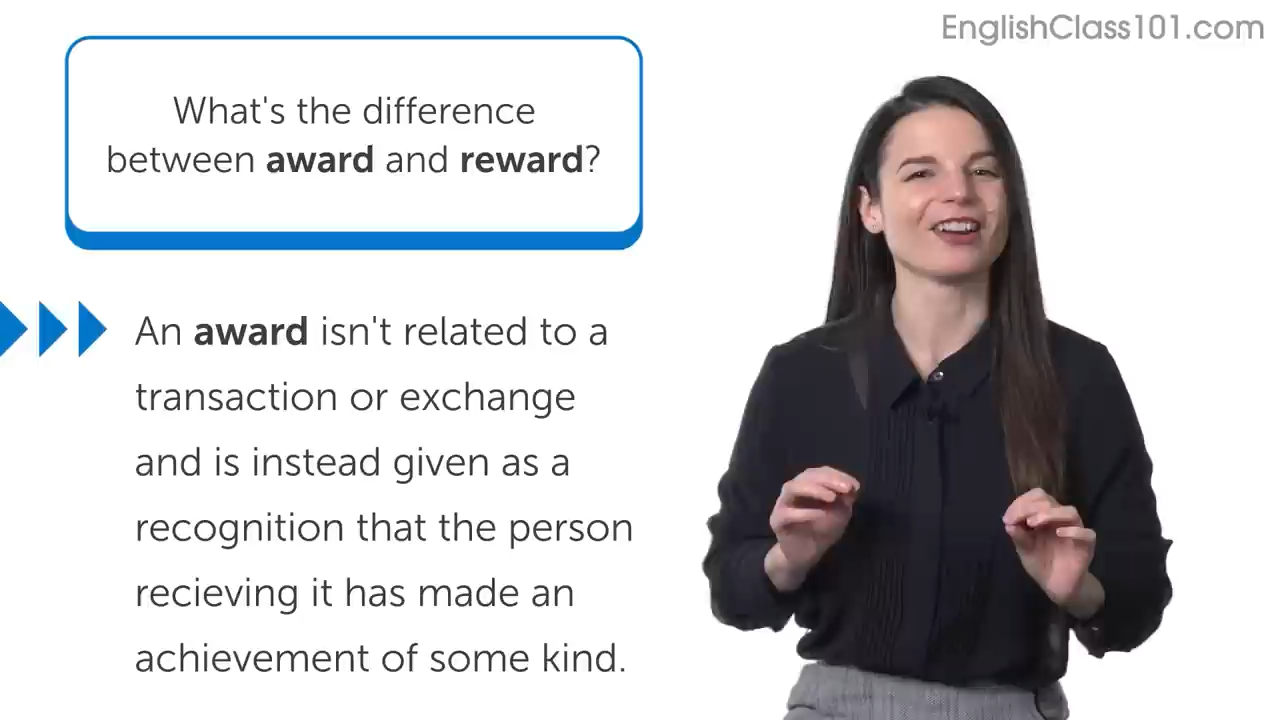 EnglishClass101.com
What's the difference
between award and reward?
An award isn't related to a
transaction or exchange
and is instead given as a
recognition that the person
recieving it has made an
achievement of some kind.